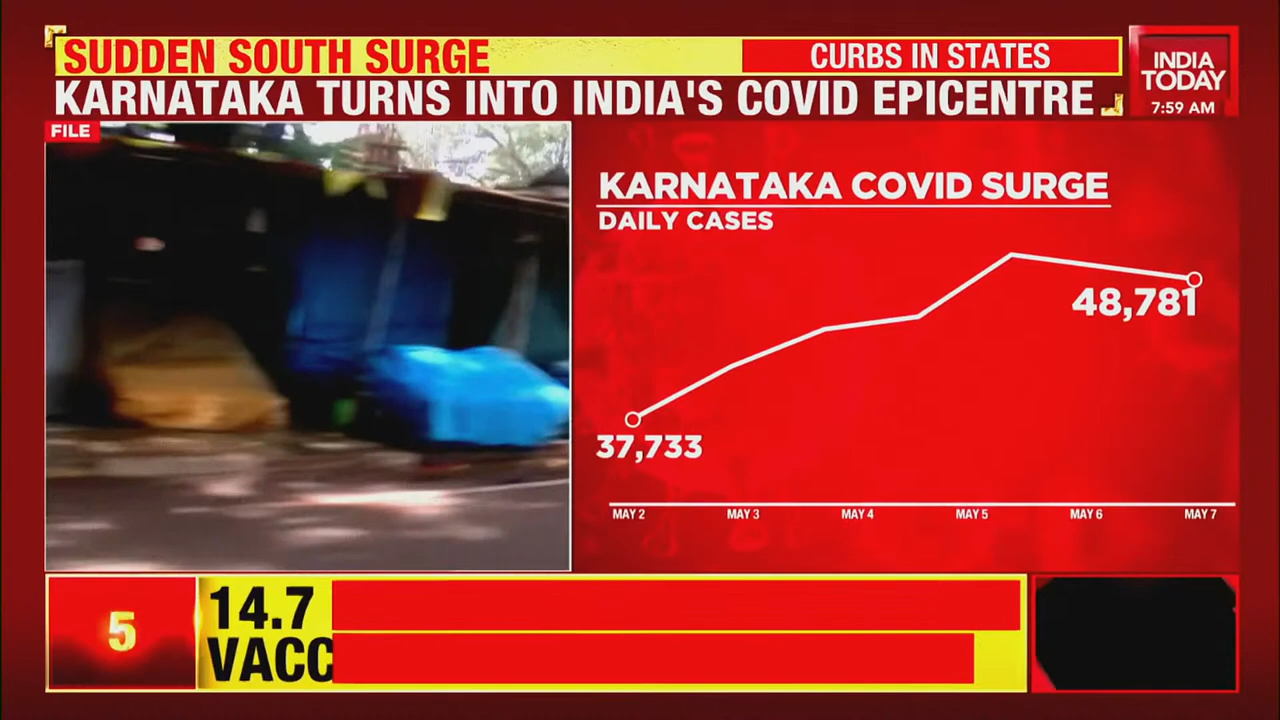 SUDDEN SOUTH SURGE
CURBS IN STATES
INDIA
TODAY
7:59 AM
KARNATAKA TURNS INTO INDIA'S COVID EPICENTRE
FILE
KARNATAKA COVID SURGE
DAILY CASES
48,781
37,733
MAY 2 MAY 3 MAY 4 MAY 5 MAY 6 MAY 7
5
14.7
VACC